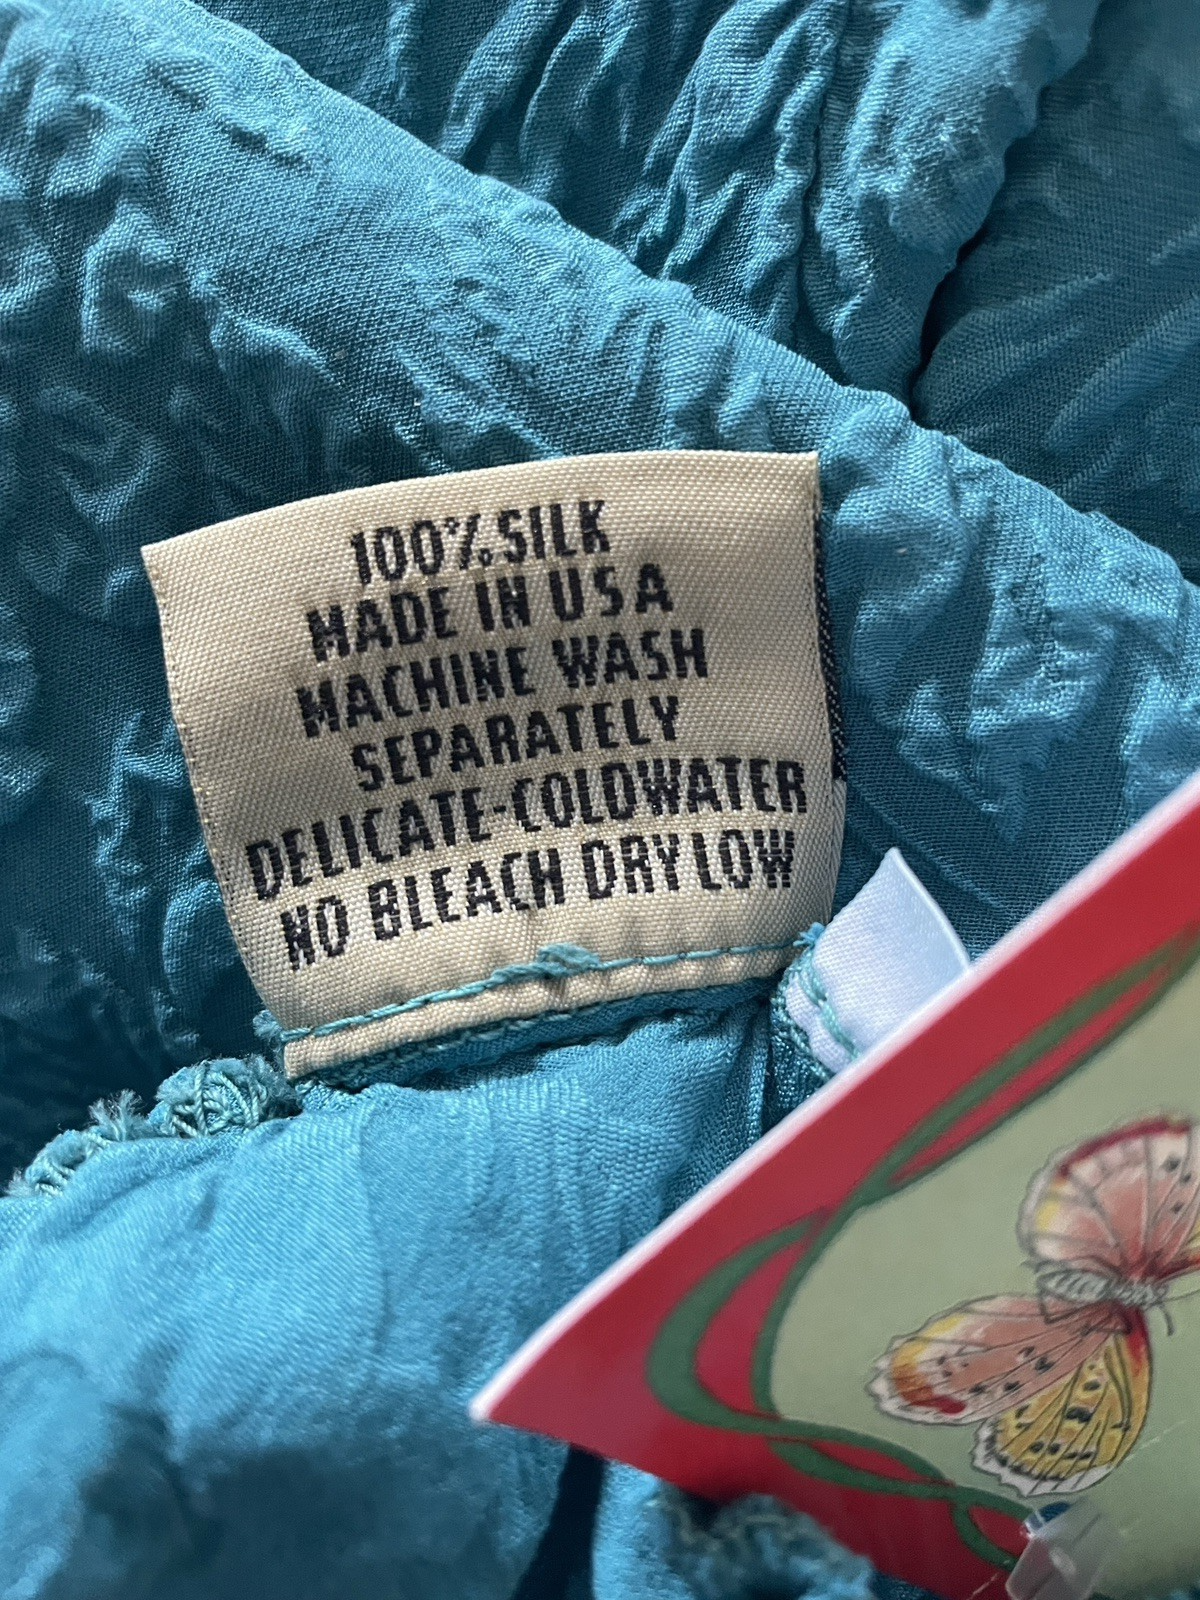 100% SILK
MADE IN USA
MACHINE WASH
SEPARATELY
DELICATE-COLDWATER
NO BLEACH DRY LOW